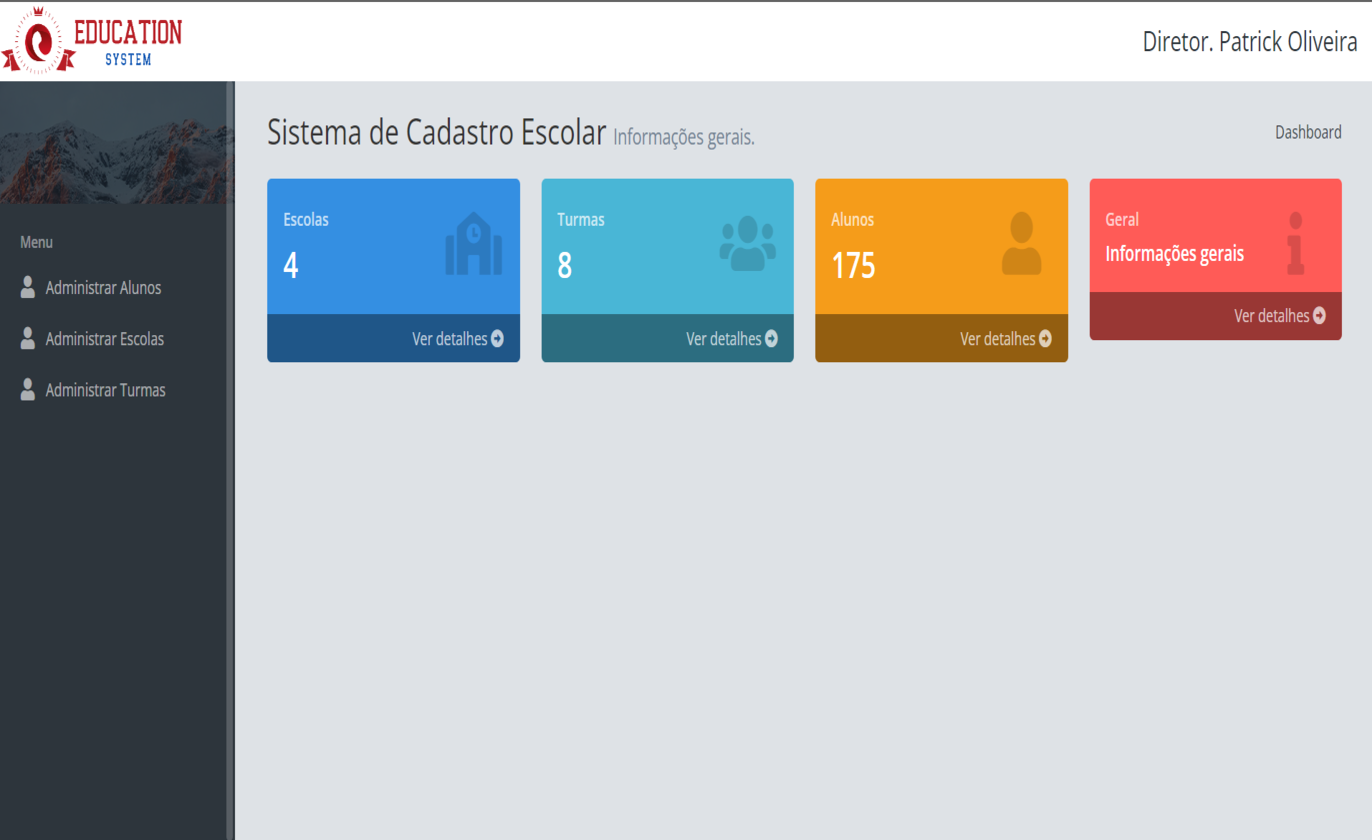 EDUCATION
SYSTEM
Diretor. Patrick Oliveira
Sistema de Cadastro Escolar Informações gerais.
Dashboard
Menu
Administrar Alunos
Administrar Escolas
Administrar Turmas
Escolas
4
Ver detalhes
Turmas
8
Ver detalhes
Alunos
175
Ver detalhes
Geral
Informações gerais
Ver detalhes